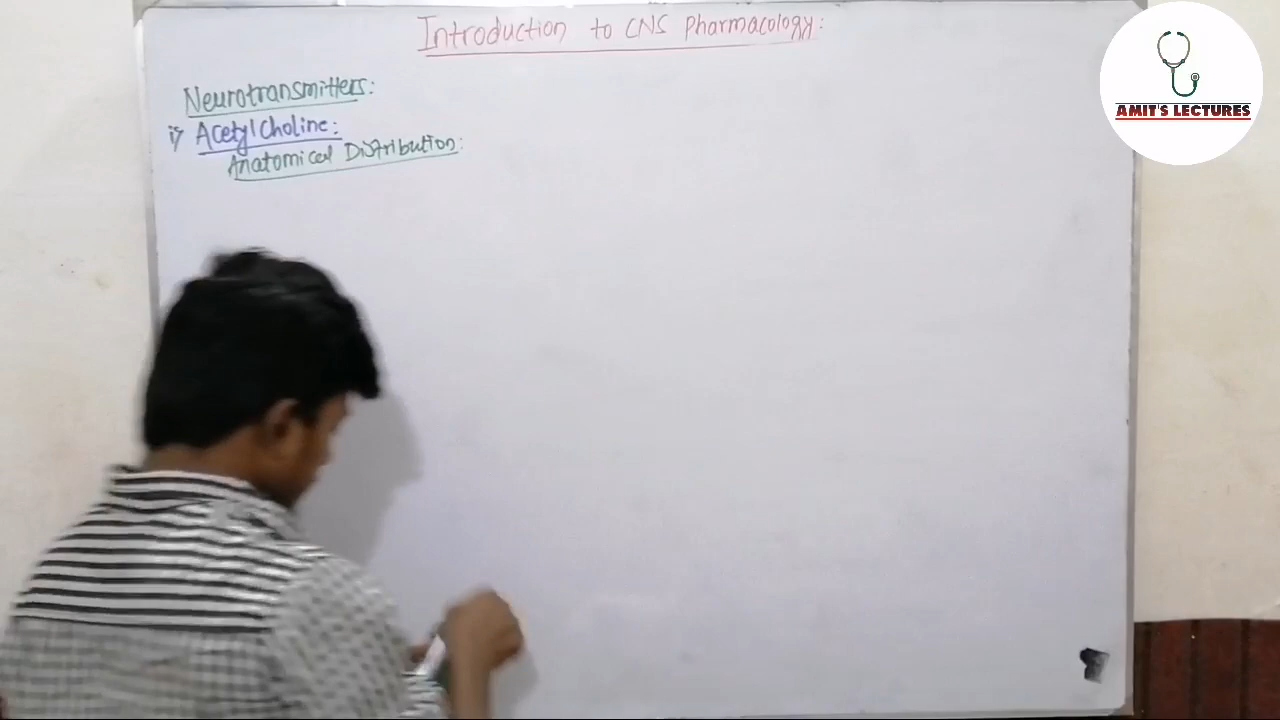 Introduction to CNS Pharmacology:
Neurotransmitters:
i) Acetylcholine:
Anatomical Distribution:
AMIT'S LECTURES